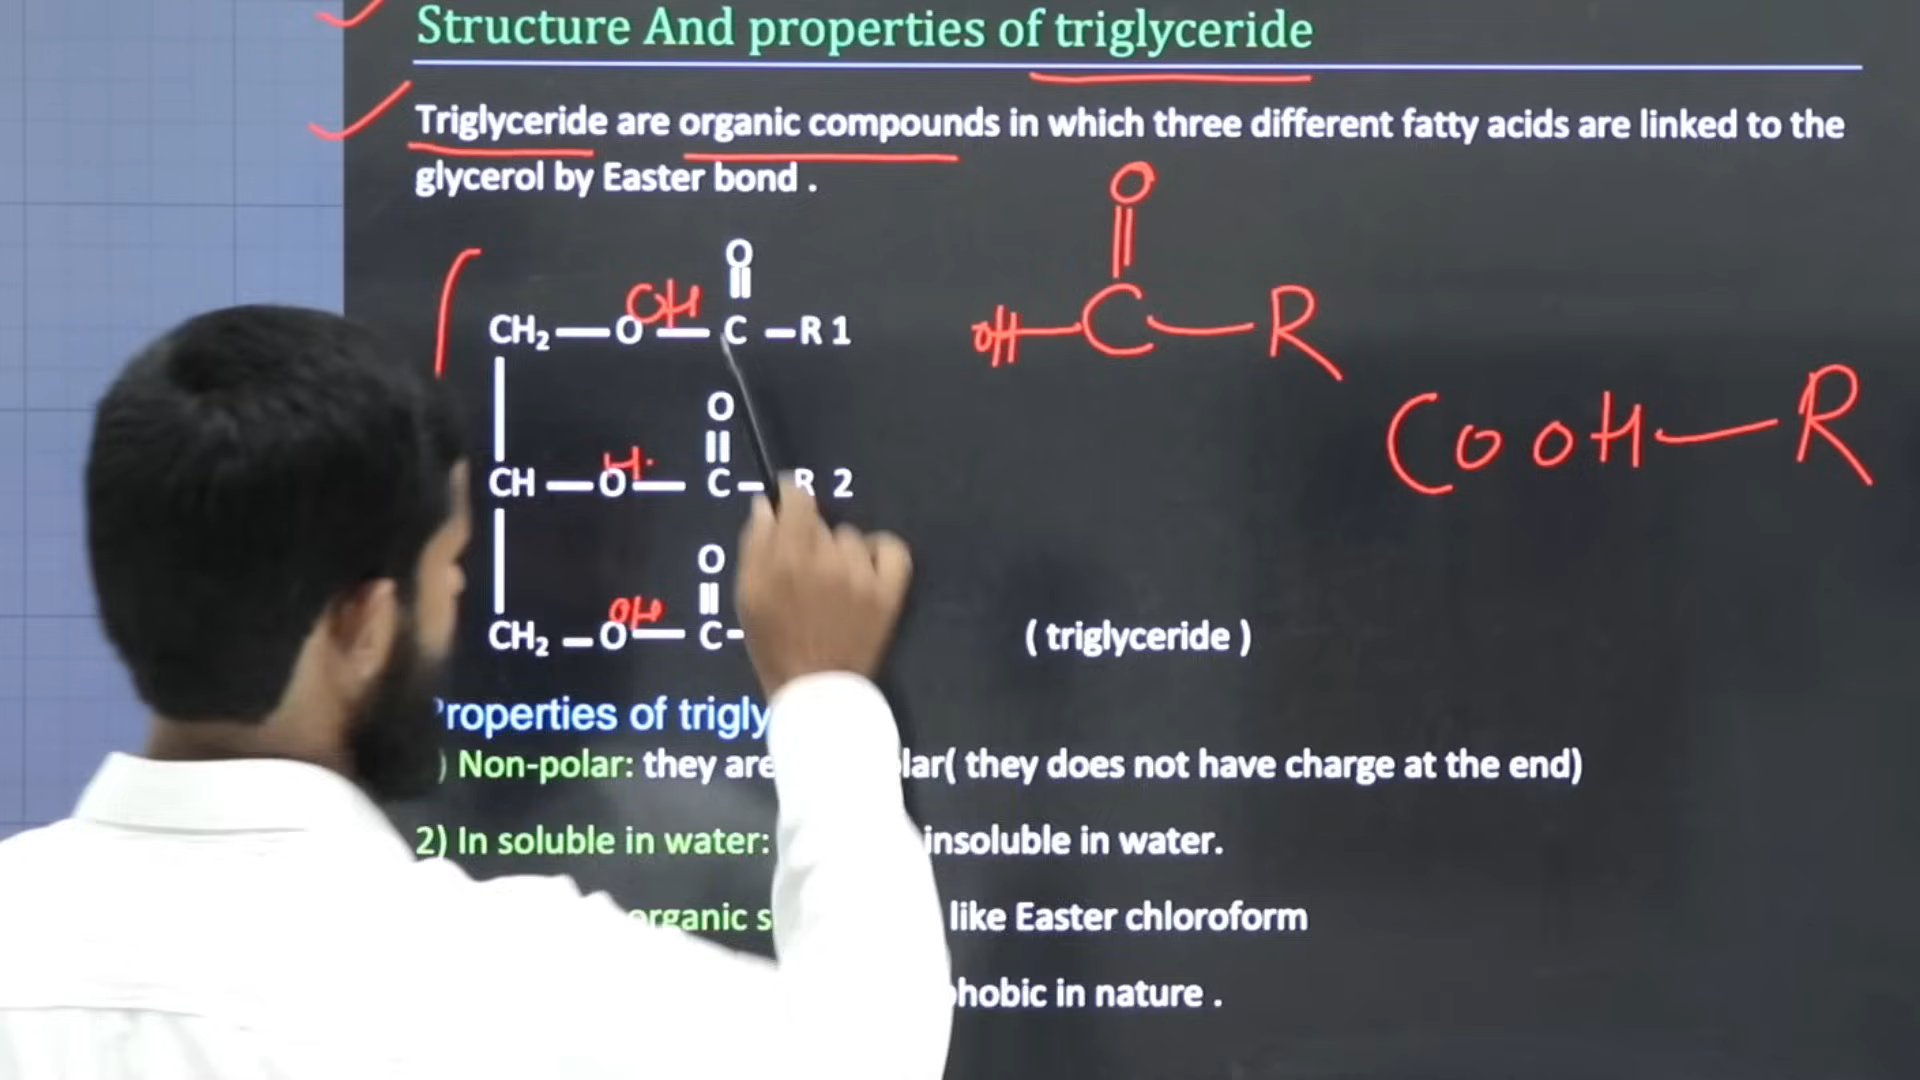 Structure And properties of triglyceride
Triglyceride are organic compounds in which three different fatty acids are linked to the
glycerol by Easter bond .
O
OH
CH₂ — O — C — R 1
O
H
CH — O — C — R 2
O
OH
CH₂ — O — C -
( triglyceride )
O
OH — C — R
COOH — R
roperties of trigly
) Non-polar: they are lar( they does not have charge at the end)
2) In soluble in water: insoluble in water.
organic s like Easter chloroform
hobic in nature .